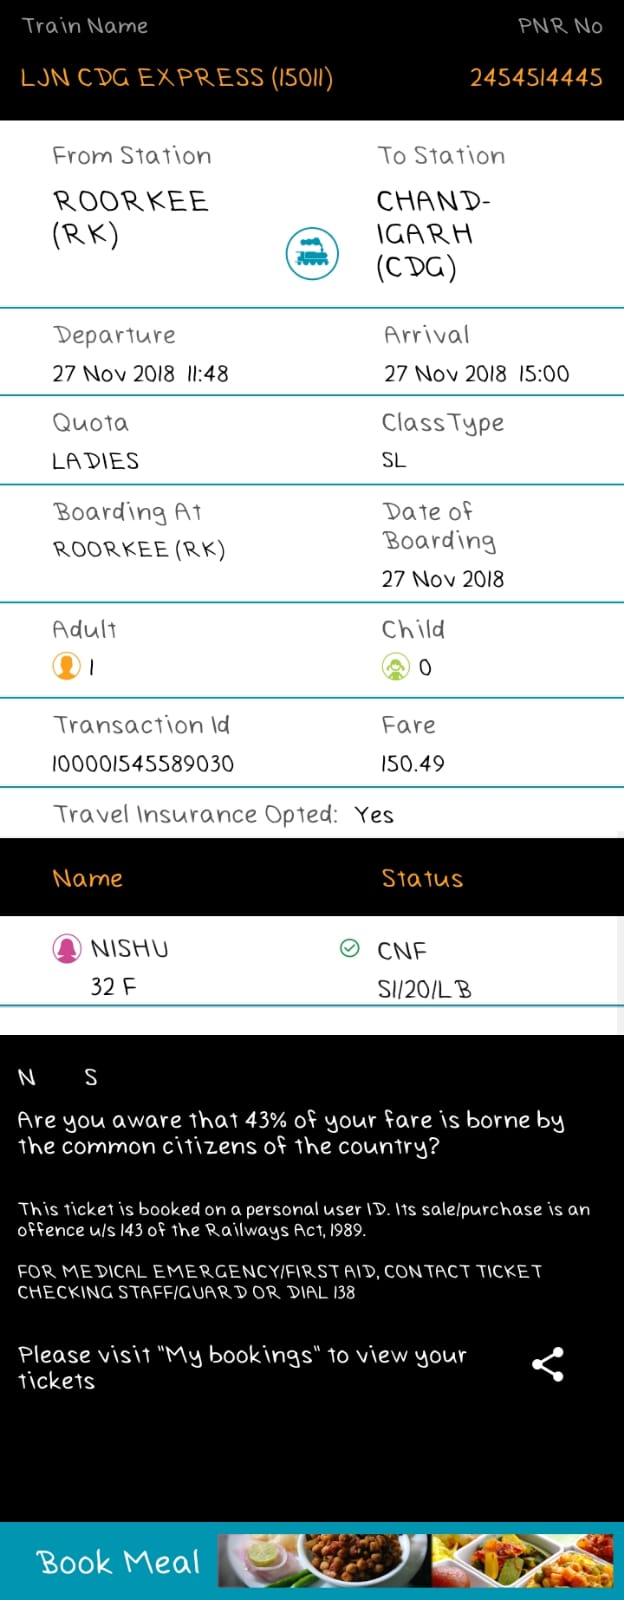 Train Name PNR No
LJN CDG EXPRESS (15011) 2454514445
From Station To Station
ROORKEE CHAND-
(RK) IGARH
(CDG)
Departure Arrival
27 Nov 2018 11:48 27 Nov 2018 15:00
Quota Class Type
LADIES SL
Boarding At Date of
ROORKEE (RK) Boarding
27 Nov 2018
Adult Child
1 0
Transaction Id Fare
100001545589030 150.49
Travel Insurance Opted: Yes
Name Status
NISHU CNF
32 F S1/20/LB
N S
Are you aware that 43% of your fare is borne by
the common citizens of the country?
This ticket is booked on a personal user ID. Its sale/purchase is an
offence u/s 143 of the Railways Act, 1989.
FOR MEDICAL EMERGENCY/FIRST AID, CONTACT TICKET
CHECKING STAFF/GUARD OR DIAL 138
Please visit "My bookings" to view your
tickets
Book Meal